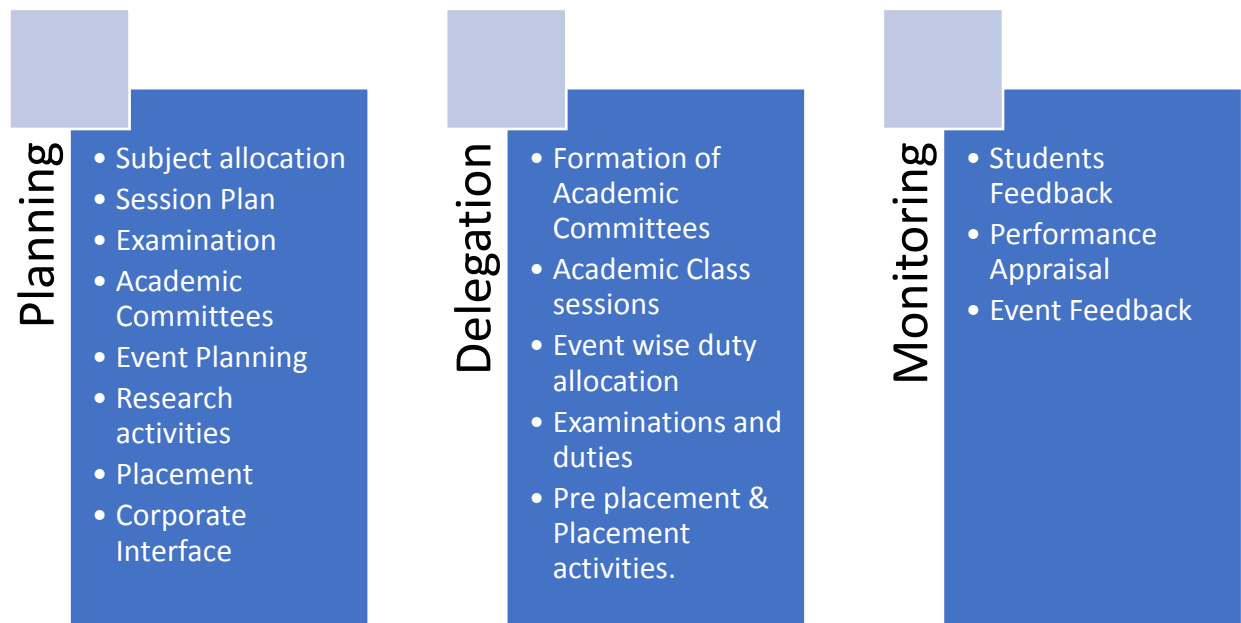 Planning
• Subject allocation
• Session Plan
• Examination
• Academic
Committees
• Event Planning
• Research
activities
• Placement
• Corporate
Interface
Delegation
• Formation of
Academic
Committees
• Academic Class
sessions
• Event wise duty
allocation
• Examinations and
duties
• Pre placement &
Placement
activities.
Monitoring
• Students
Feedback
• Performance
Appraisal
• Event Feedback